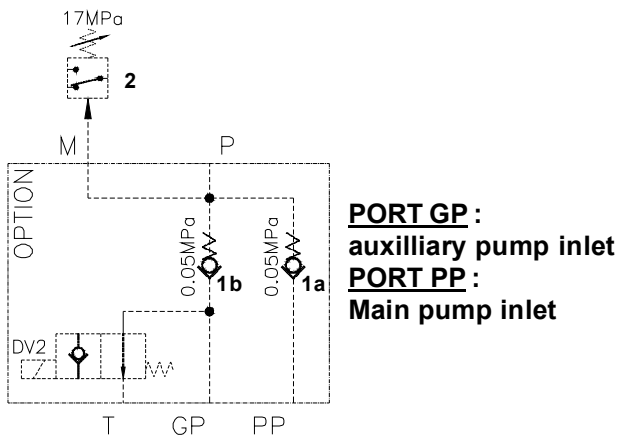 17MPa
2
M P
OPTION
0.05MPa
1b
0.05MPa
1a
PORT GP :
auxilliary pump inlet
PORT PP :
Main pump inlet
DV2
T GP PP